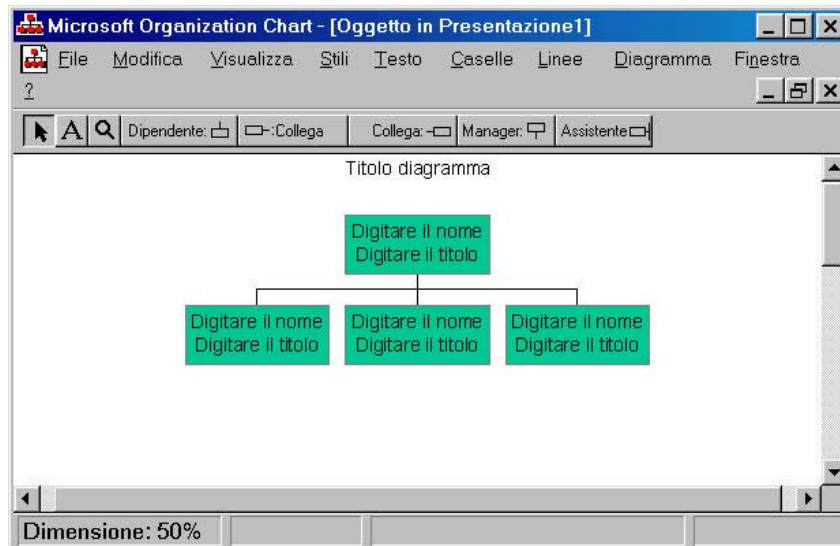 Microsoft Organization Chart - [Oggetto in Presentazione1]
File Modifica Visualizza Stili Testo Caselle Linee Diagramma Finestra
?
A Dipendente: :Collega Collega: Manager: Assistente
Titolo diagramma
Digitare il nome
Digitare il titolo
Digitare il nome Digitare il nome Digitare il nome
Digitare il titolo Digitare il titolo Digitare il titolo
Dimensione: 50%